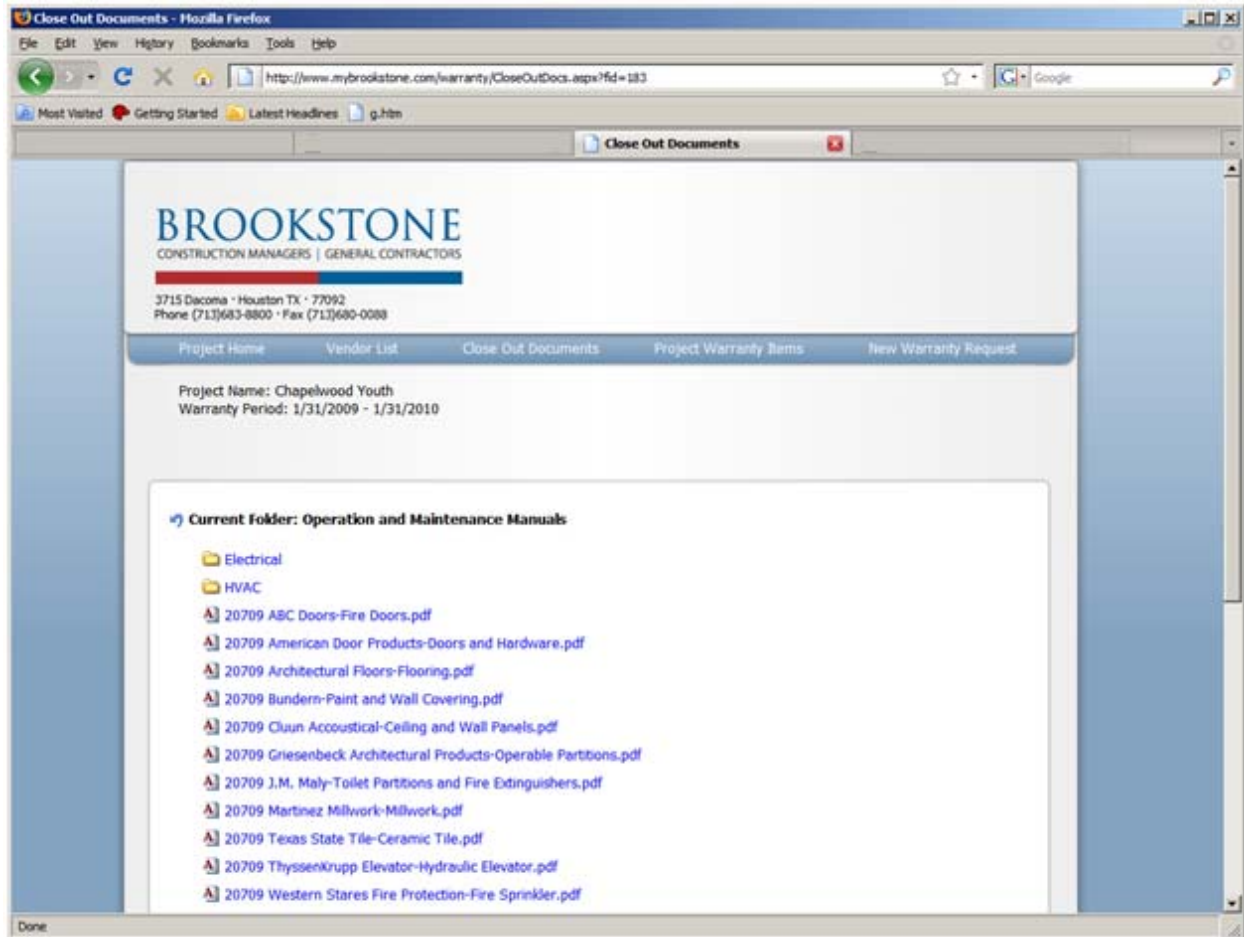 Close Out Documents - Mozilla Firefox
File Edit View History Bookmarks Tools Help
http://www.mybrookstone.com/warranty/CloseOutDocs.aspx?fid=183
Google
Most Visited Getting Started Latest Headlines g.htm
Close Out Documents
BROOKSTONE
CONSTRUCTION MANAGERS | GENERAL CONTRACTORS
3715 Dacoma · Houston TX · 77092
Phone (713)683-8800 · Fax (713)680-0088
Project Home Vendor List Close Out Documents Project Warranty Items New Warranty Request
Project Name: Chapelwood Youth
Warranty Period: 1/31/2009 - 1/31/2010
Current Folder: Operation and Maintenance Manuals
Electrical
HVAC
20709 ABC Doors-Fire Doors.pdf
20709 American Door Products-Doors and Hardware.pdf
20709 Architectural Floors-Flooring.pdf
20709 Bundern-Paint and Wall Covering.pdf
20709 Cluun Accoustical-Ceiling and Wall Panels.pdf
20709 Griesenbeck Architectural Products-Operable Partitions.pdf
20709 J.M. Maly-Toilet Partitions and Fire Extinguishers.pdf
20709 Martinez Millwork-Millwork.pdf
20709 Texas State Tile-Ceramic Tile.pdf
20709 ThyssenKrupp Elevator-Hydraulic Elevator.pdf
20709 Western Stares Fire Protection-Fire Sprinkler.pdf
Done